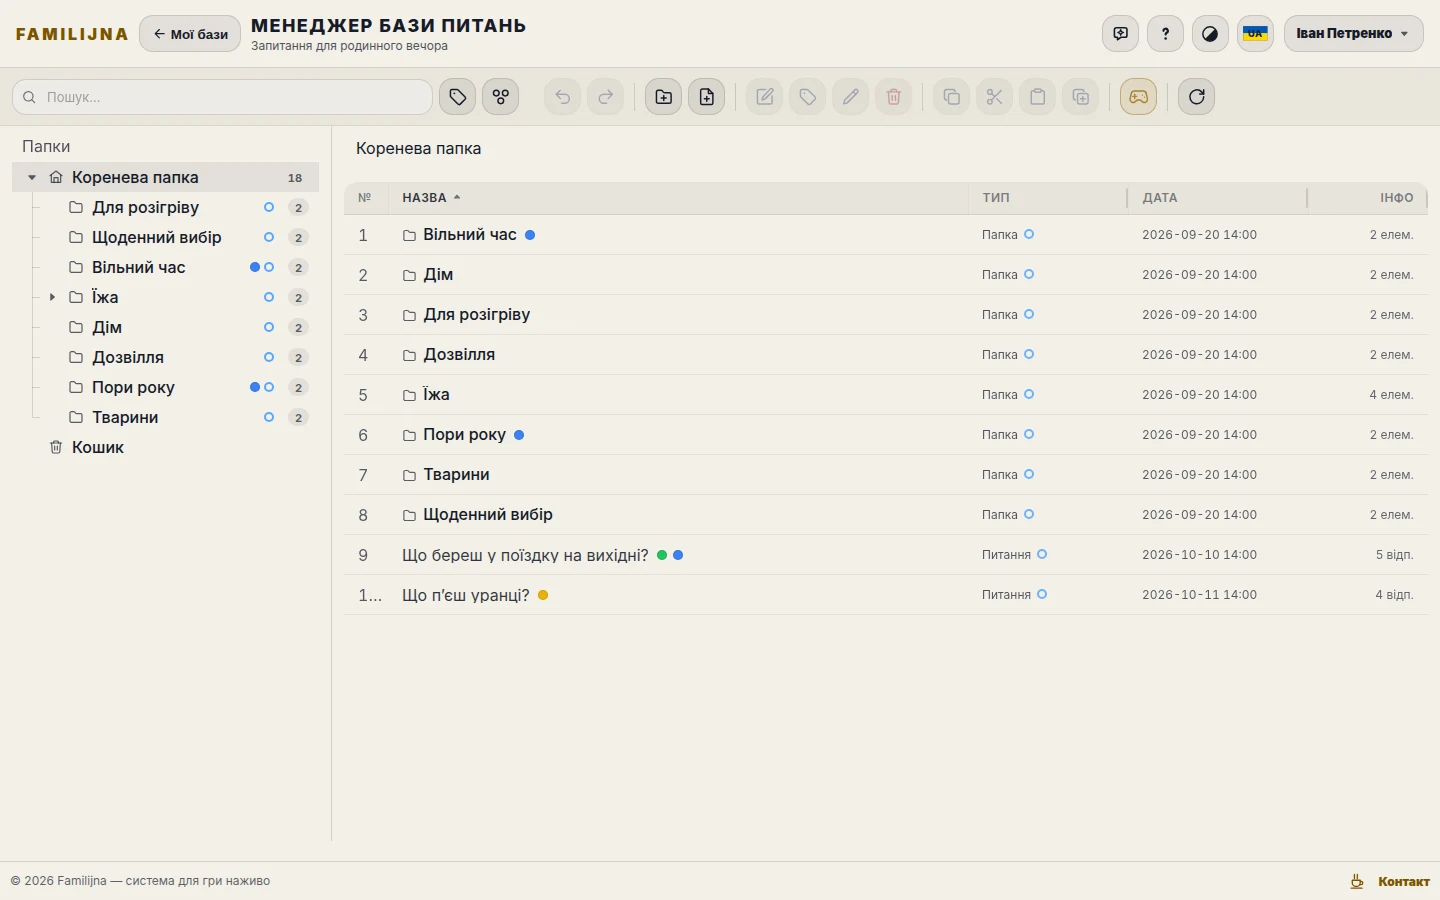 FAMILIJNA
← Мої бази
МЕНЕДЖЕР БАЗИ ПИТАНЬ
Запитання для родинного вечора
?
UA
Іван Петренко
Пошук...
Папки
Коренева папка 18
Для розігріву 2
Щоденний вибір 2
Вільний час 2
Їжа 2
Дім 2
Дозвілля 2
Пори року 2
Тварини 2
Кошик
Коренева папка
№ НАЗВА ТИП ДАТА ІНФО
1 Вільний час Папка 2026-09-20 14:00 2 елем.
2 Дім Папка 2026-09-20 14:00 2 елем.
3 Для розігріву Папка 2026-09-20 14:00 2 елем.
4 Дозвілля Папка 2026-09-20 14:00 2 елем.
5 Їжа Папка 2026-09-20 14:00 4 елем.
6 Пори року Папка 2026-09-20 14:00 2 елем.
7 Тварини Папка 2026-09-20 14:00 2 елем.
8 Щоденний вибір Папка 2026-09-20 14:00 2 елем.
9 Що береш у поїздку на вихідні? Питання 2026-10-10 14:00 5 відп.
1... Що п’єш уранці? Питання 2026-10-11 14:00 4 відп.
© 2026 Familijna — система для гри наживо
Контакт